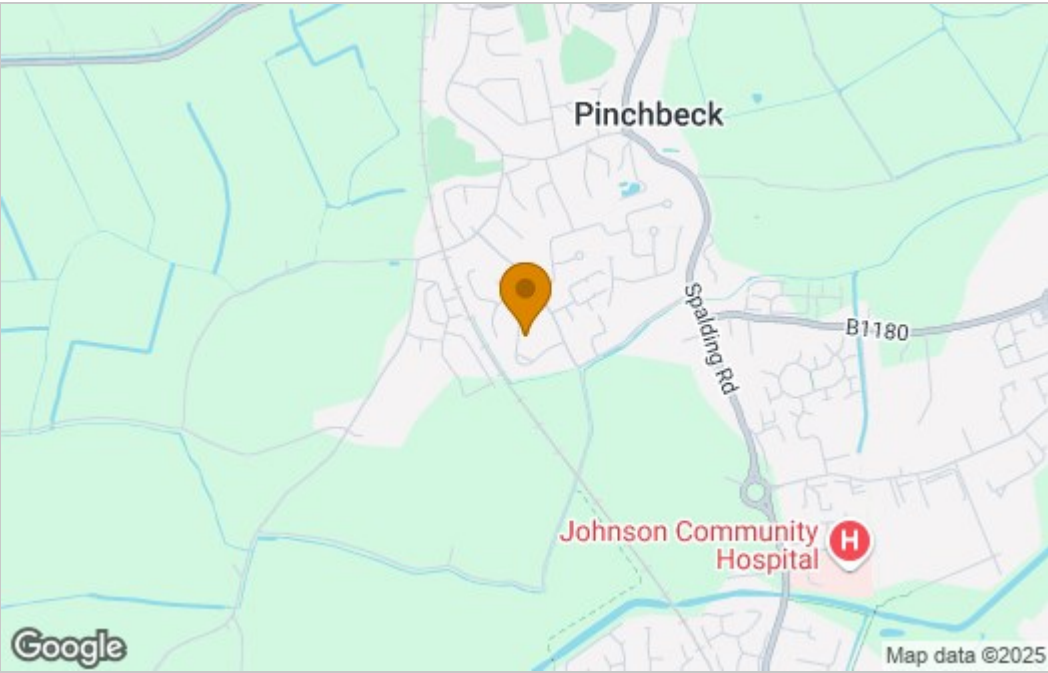 Pinchbeck
Spalding Rd
B1180
Johnson Community
Hospital
H
Google
Map data ©2025